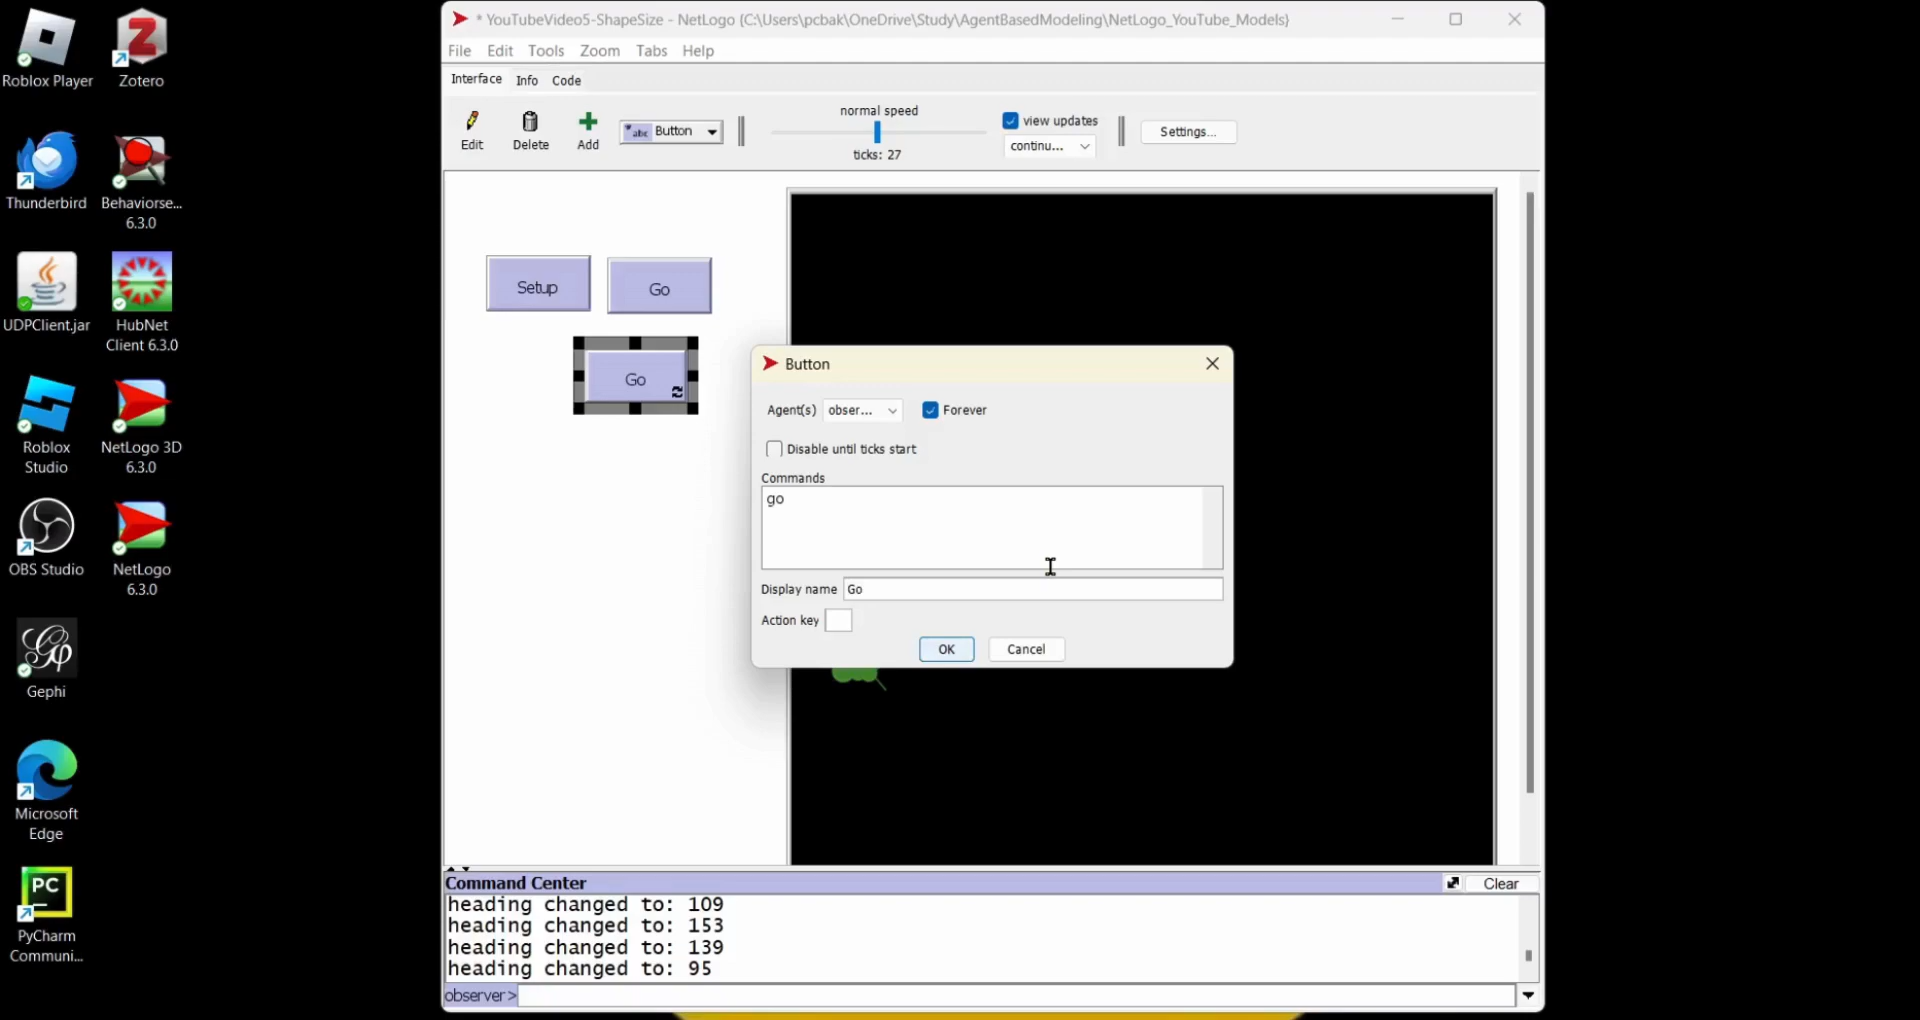 Roblox Player
Zotero
Thunderbird
Behaviorse...
6.3.0
UDPClient.jar
HubNet
Client 6.3.0
Roblox
Studio
NetLogo 3D
6.3.0
OBS Studio
NetLogo
6.3.0
Gephi
Microsoft
Edge
PC
PyCharm
Communi...
* YouTubeVideo5-ShapeSize - NetLogo {C:\Users\pcbak\OneDrive\Study\AgentBasedModeling\NetLogo_YouTube_Models}
File Edit Tools Zoom Tabs Help
Interface Info Code
Edit Delete Add abc Button
normal speed
ticks: 27
view updates
continu...
Settings...
Setup Go
Go
Button
Agent(s) obser... Forever
Disable until ticks start
Commands
go
Display name Go
Action key
OK Cancel
Command Center Clear
heading changed to: 109
heading changed to: 153
heading changed to: 139
heading changed to: 95
observer>